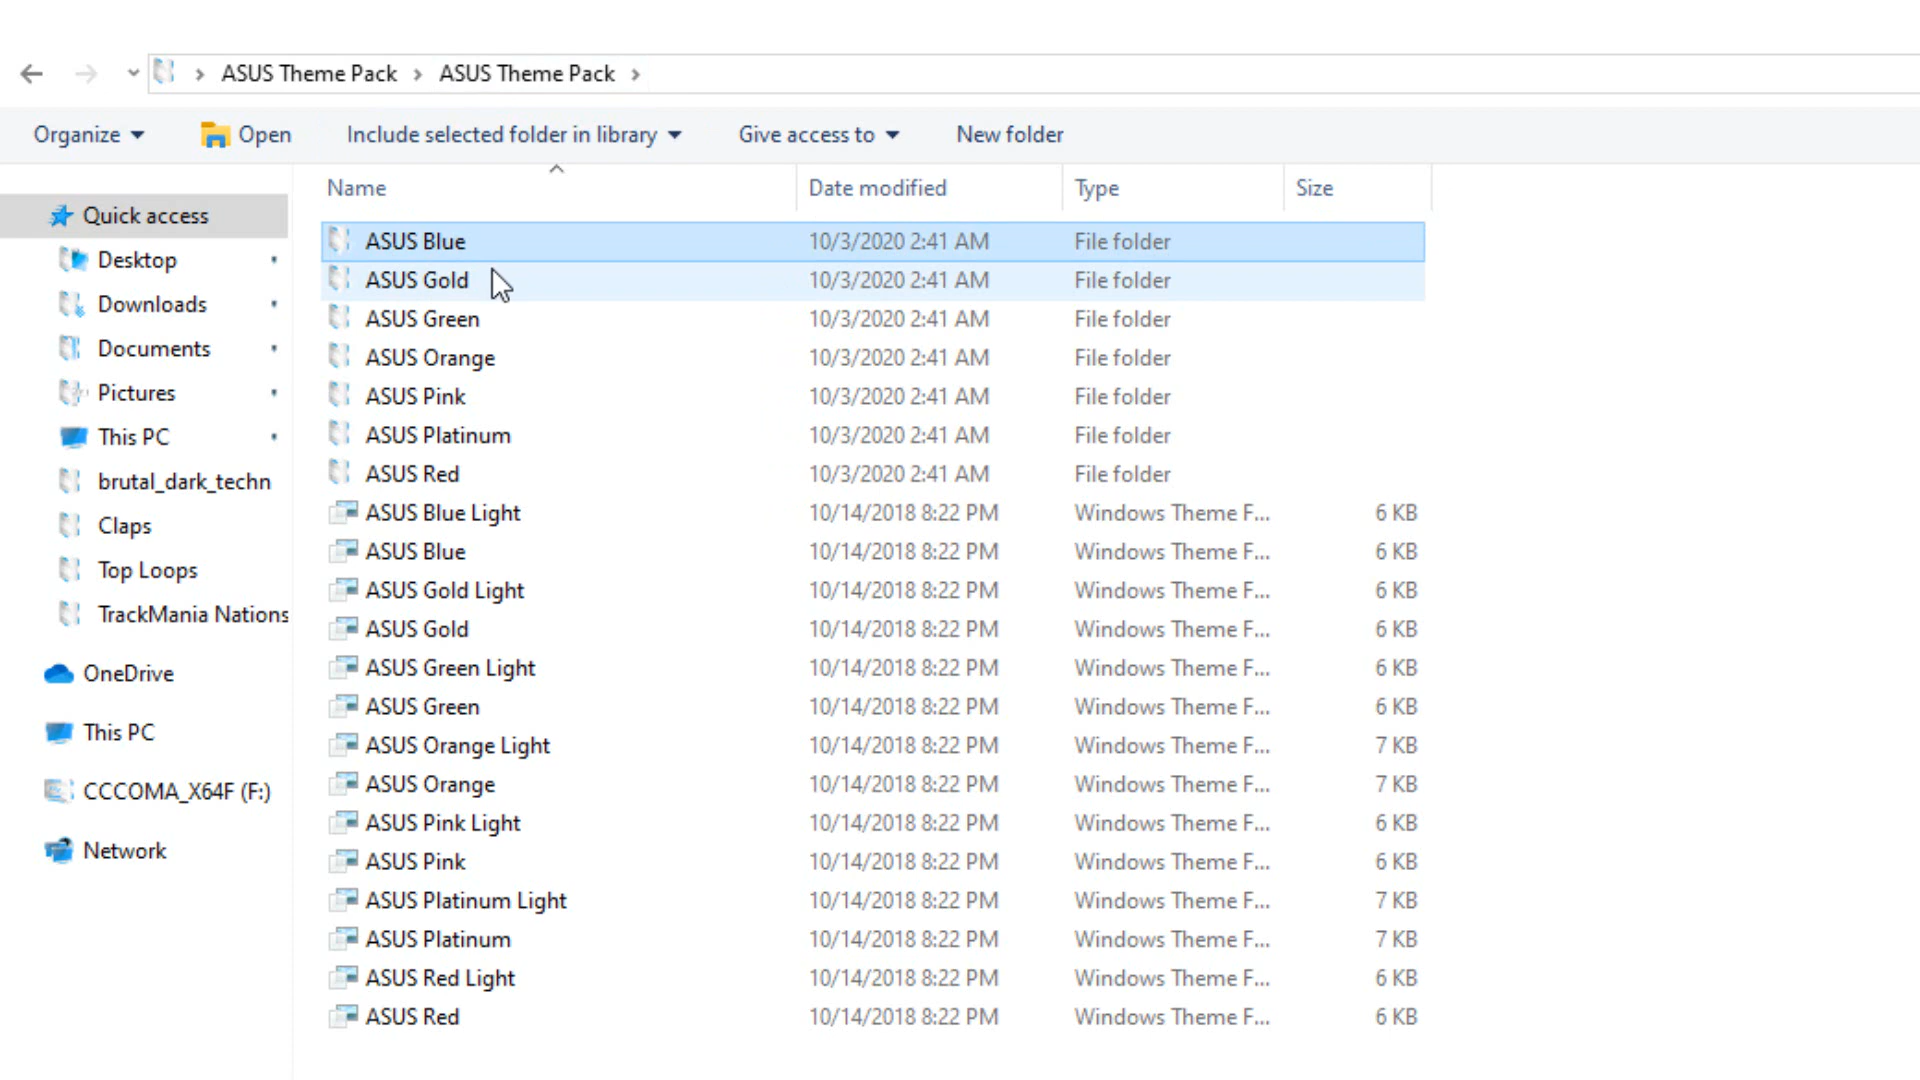 ASUS Theme Pack ASUS Theme Pack
Organize Open Include selected folder in library Give access to New folder
Name Date modified Type Size
Quick access
Desktop
Downloads
Documents
Pictures
This PC
brutal_dark_techn
Claps
Top Loops
TrackMania Nations
OneDrive
This PC
CCCOMA_X64F (F:)
Network
ASUS Blue 10/3/2020 2:41 AM File folder
ASUS Gold 10/3/2020 2:41 AM File folder
ASUS Green 10/3/2020 2:41 AM File folder
ASUS Orange 10/3/2020 2:41 AM File folder
ASUS Pink 10/3/2020 2:41 AM File folder
ASUS Platinum 10/3/2020 2:41 AM File folder
ASUS Red 10/3/2020 2:41 AM File folder
ASUS Blue Light 10/14/2018 8:22 PM Windows Theme F... 6 KB
ASUS Blue 10/14/2018 8:22 PM Windows Theme F... 6 KB
ASUS Gold Light 10/14/2018 8:22 PM Windows Theme F... 6 KB
ASUS Gold 10/14/2018 8:22 PM Windows Theme F... 6 KB
ASUS Green Light 10/14/2018 8:22 PM Windows Theme F... 6 KB
ASUS Green 10/14/2018 8:22 PM Windows Theme F... 6 KB
ASUS Orange Light 10/14/2018 8:22 PM Windows Theme F... 7 KB
ASUS Orange 10/14/2018 8:22 PM Windows Theme F... 7 KB
ASUS Pink Light 10/14/2018 8:22 PM Windows Theme F... 6 KB
ASUS Pink 10/14/2018 8:22 PM Windows Theme F... 6 KB
ASUS Platinum Light 10/14/2018 8:22 PM Windows Theme F... 7 KB
ASUS Platinum 10/14/2018 8:22 PM Windows Theme F... 7 KB
ASUS Red Light 10/14/2018 8:22 PM Windows Theme F... 6 KB
ASUS Red 10/14/2018 8:22 PM Windows Theme F... 6 KB